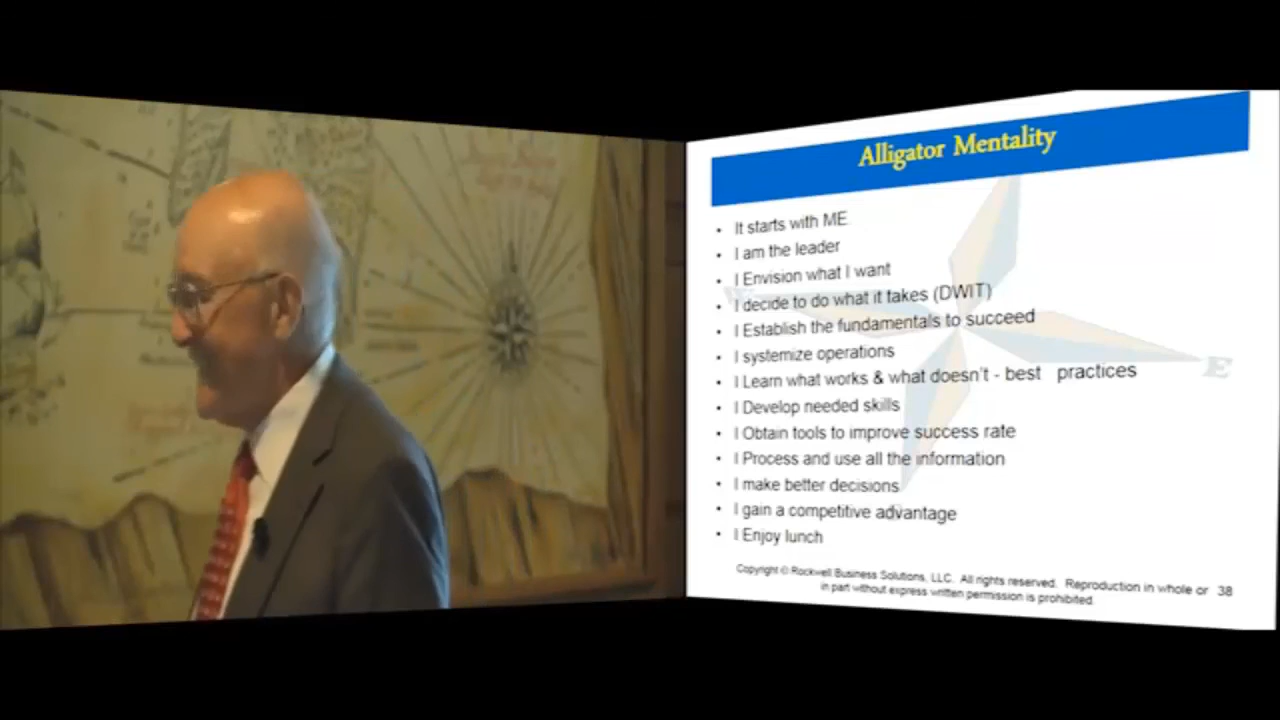 Alligator Mentality
• It starts with ME
• I am the leader
• I Envision what I want
• I decide to do what it takes (DWIT)
• I Establish the fundamentals to succeed
• I systemize operations
• I Learn what works & what doesn't - best practices
• I Develop needed skills
• I Obtain tools to improve success rate
• I Process and use all the information
• I make better decisions
• I gain a competitive advantage
• I Enjoy lunch
E
Copyright © Rockwell Business Solutions, LLC. All rights reserved. Reproduction in whole or 38
in part without express written permission is prohibited.